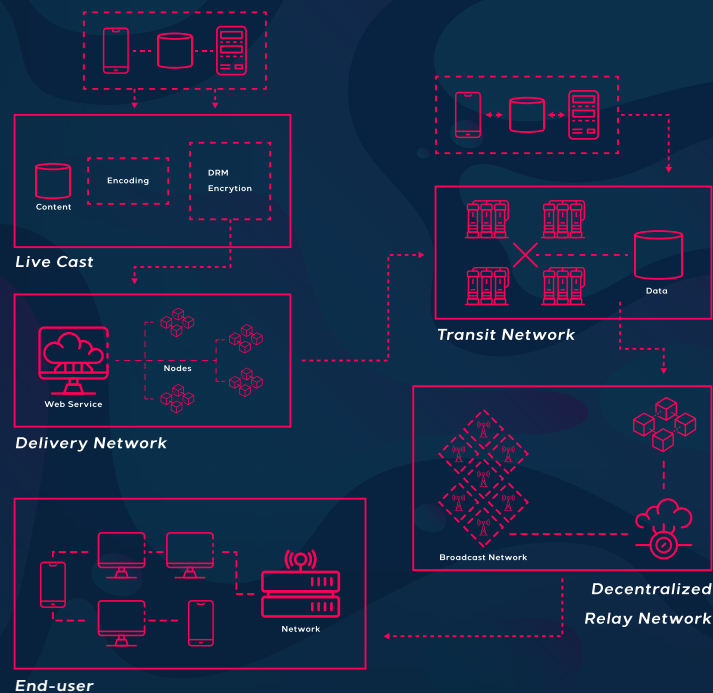 Content
Encoding
DRM
Encrytion
Live Cast
Web Service
Nodes
Delivery Network
Data
Transit Network
Broadcast Network
Decentralized
Relay Network
Network
End-user